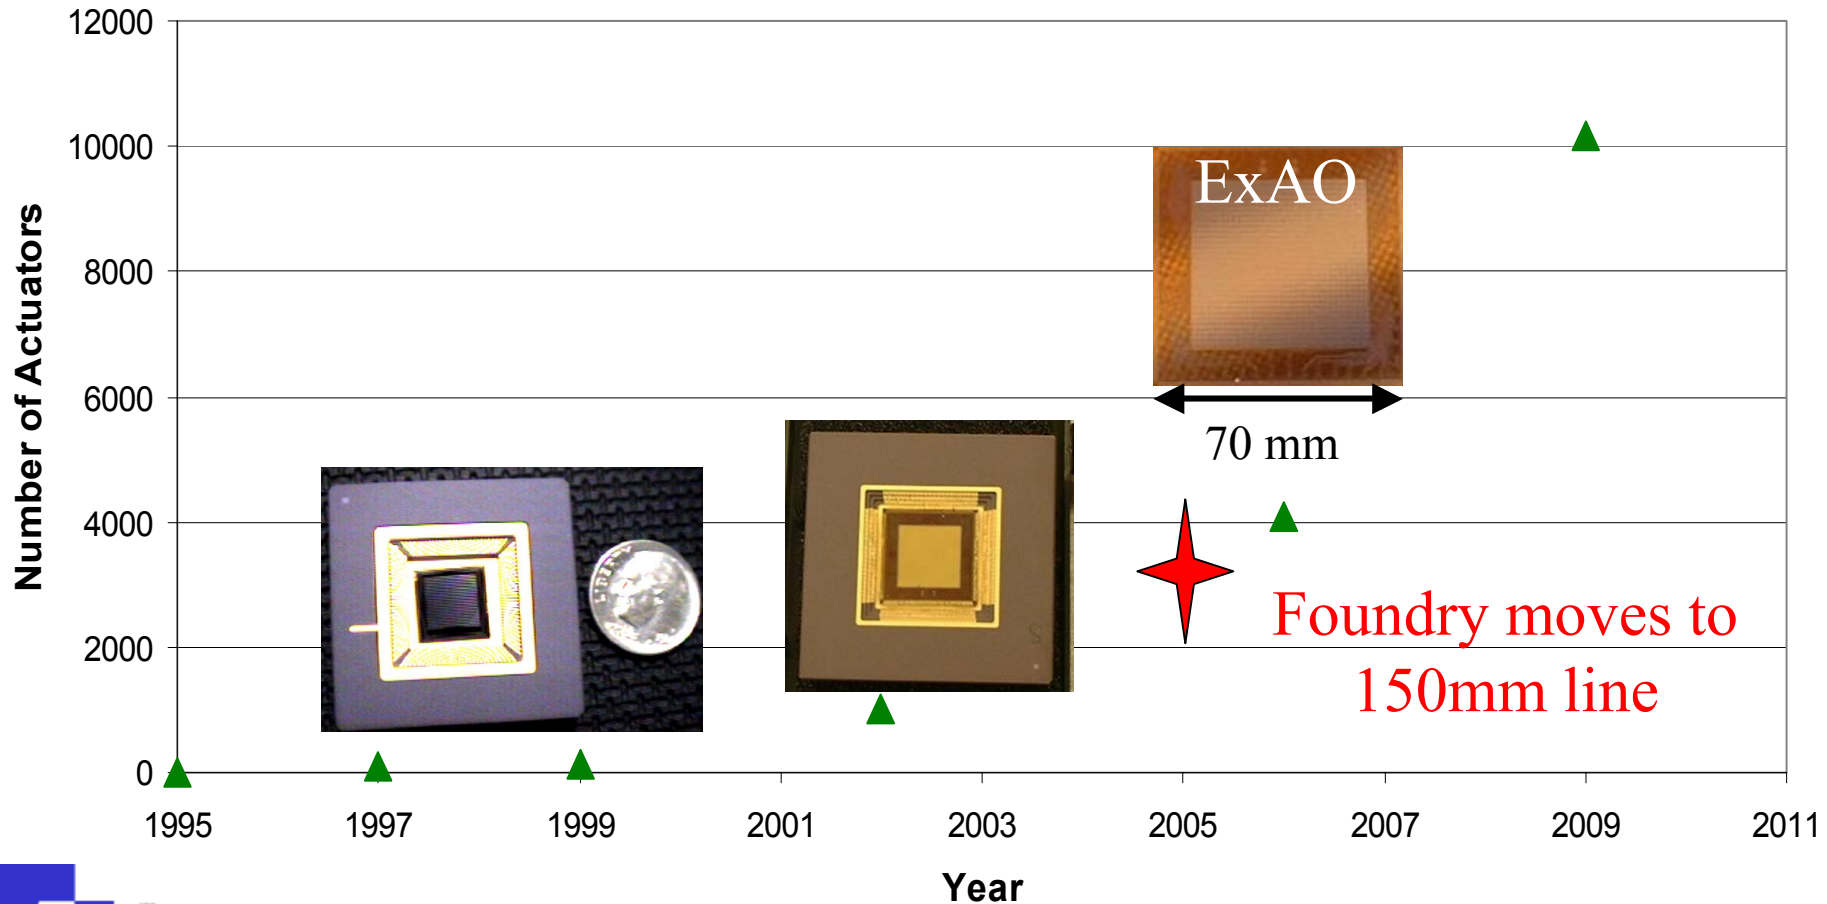 12000
10000
8000
6000
4000
2000
0
Number of Actuators
ExAO
70 mm
Foundry moves to
150mm line
1995 1997 1999 2001 2003 2005 2007 2009 2011
Year